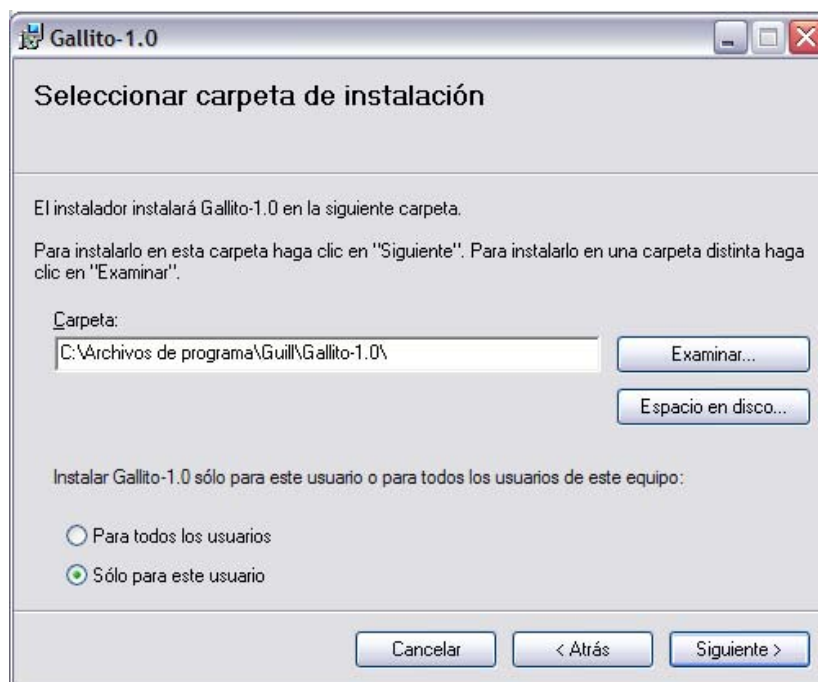 Gallito-1.0
Seleccionar carpeta de instalación
El instalador instalará Gallito-1.0 en la siguiente carpeta.
Para instalarlo en esta carpeta haga clic en "Siguiente". Para instalarlo en una carpeta distinta haga
clic en "Examinar".
Carpeta:
C:\Archivos de programa\Guill\Gallito-1.0\
Examinar...
Espacio en disco...
Instalar Gallito-1.0 sólo para este usuario o para todos los usuarios de este equipo:
Para todos los usuarios
Sólo para este usuario
Cancelar
< Atrás
Siguiente >